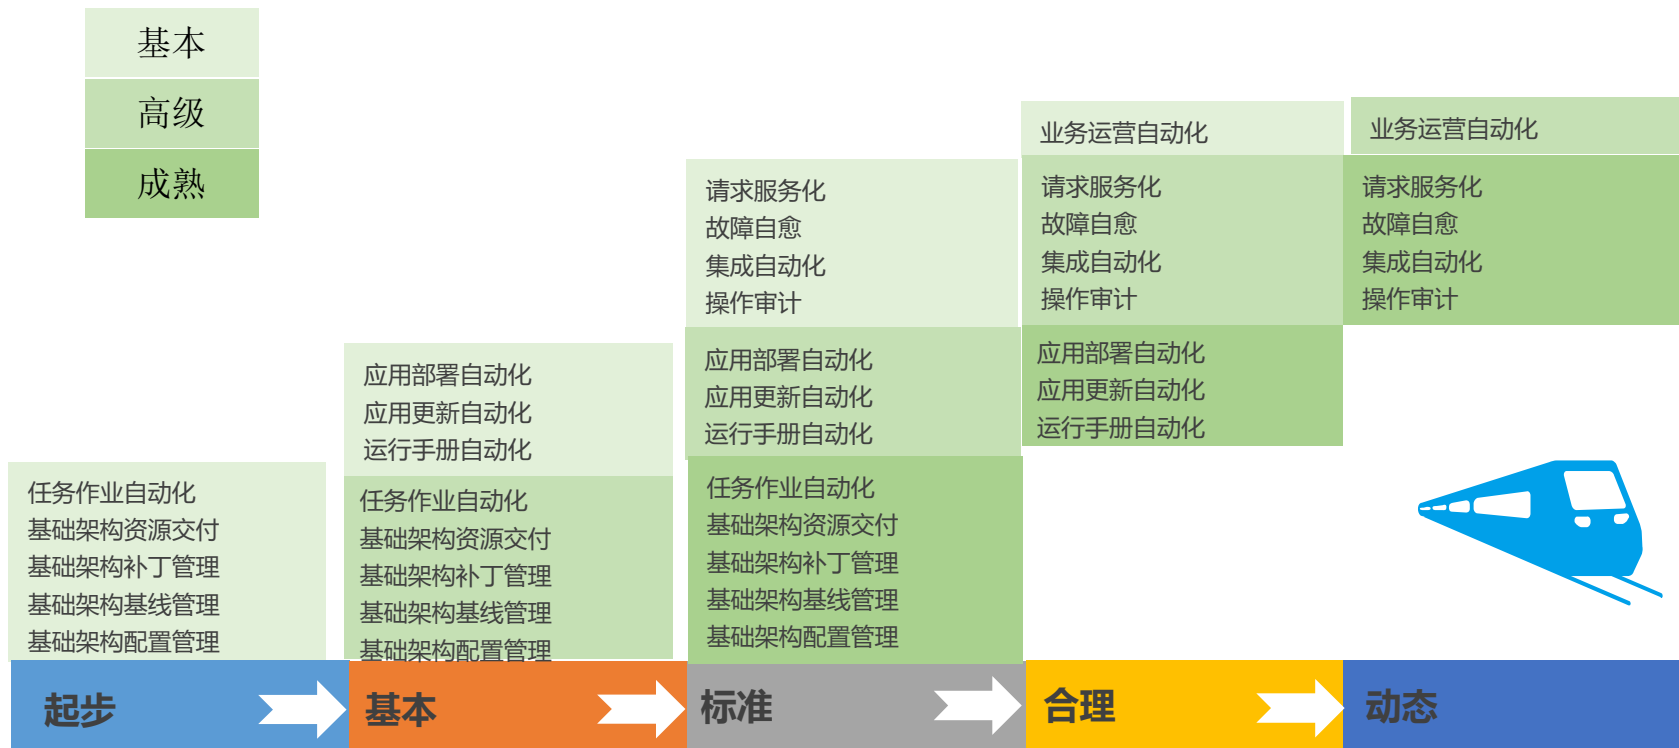 基本
高级
成熟
任务作业自动化
基础架构资源交付
基础架构补丁管理
基础架构基线管理
基础架构配置管理
起步
应用部署自动化
应用更新自动化
运行手册自动化
任务作业自动化
基础架构资源交付
基础架构补丁管理
基础架构基线管理
基础架构配置管理
基本
请求服务化
故障自愈
集成自动化
操作审计
应用部署自动化
应用更新自动化
运行手册自动化
任务作业自动化
基础架构资源交付
基础架构补丁管理
基础架构基线管理
基础架构配置管理
标准
业务运营自动化
请求服务化
故障自愈
集成自动化
操作审计
应用部署自动化
应用更新自动化
运行手册自动化
合理
业务运营自动化
请求服务化
故障自愈
集成自动化
操作审计
动态